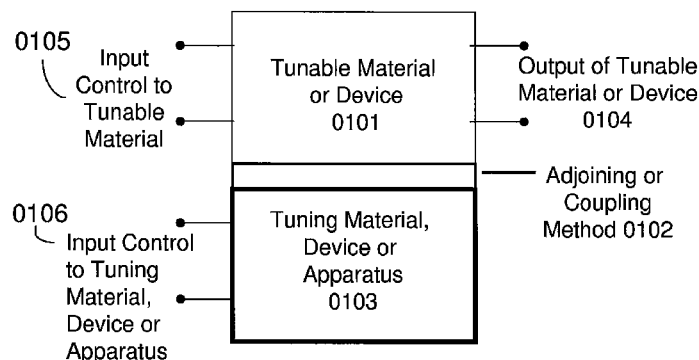 0105
Input
Control to
Tunable
Material
Tunable Material
or Device
0101
Output of Tunable
Material or Device
0104
Adjoining or
Coupling
Method 0102
0106
Input Control
to Tuning
Material,
Device or
Apparatus
Tuning Material,
Device or
Apparatus
0103